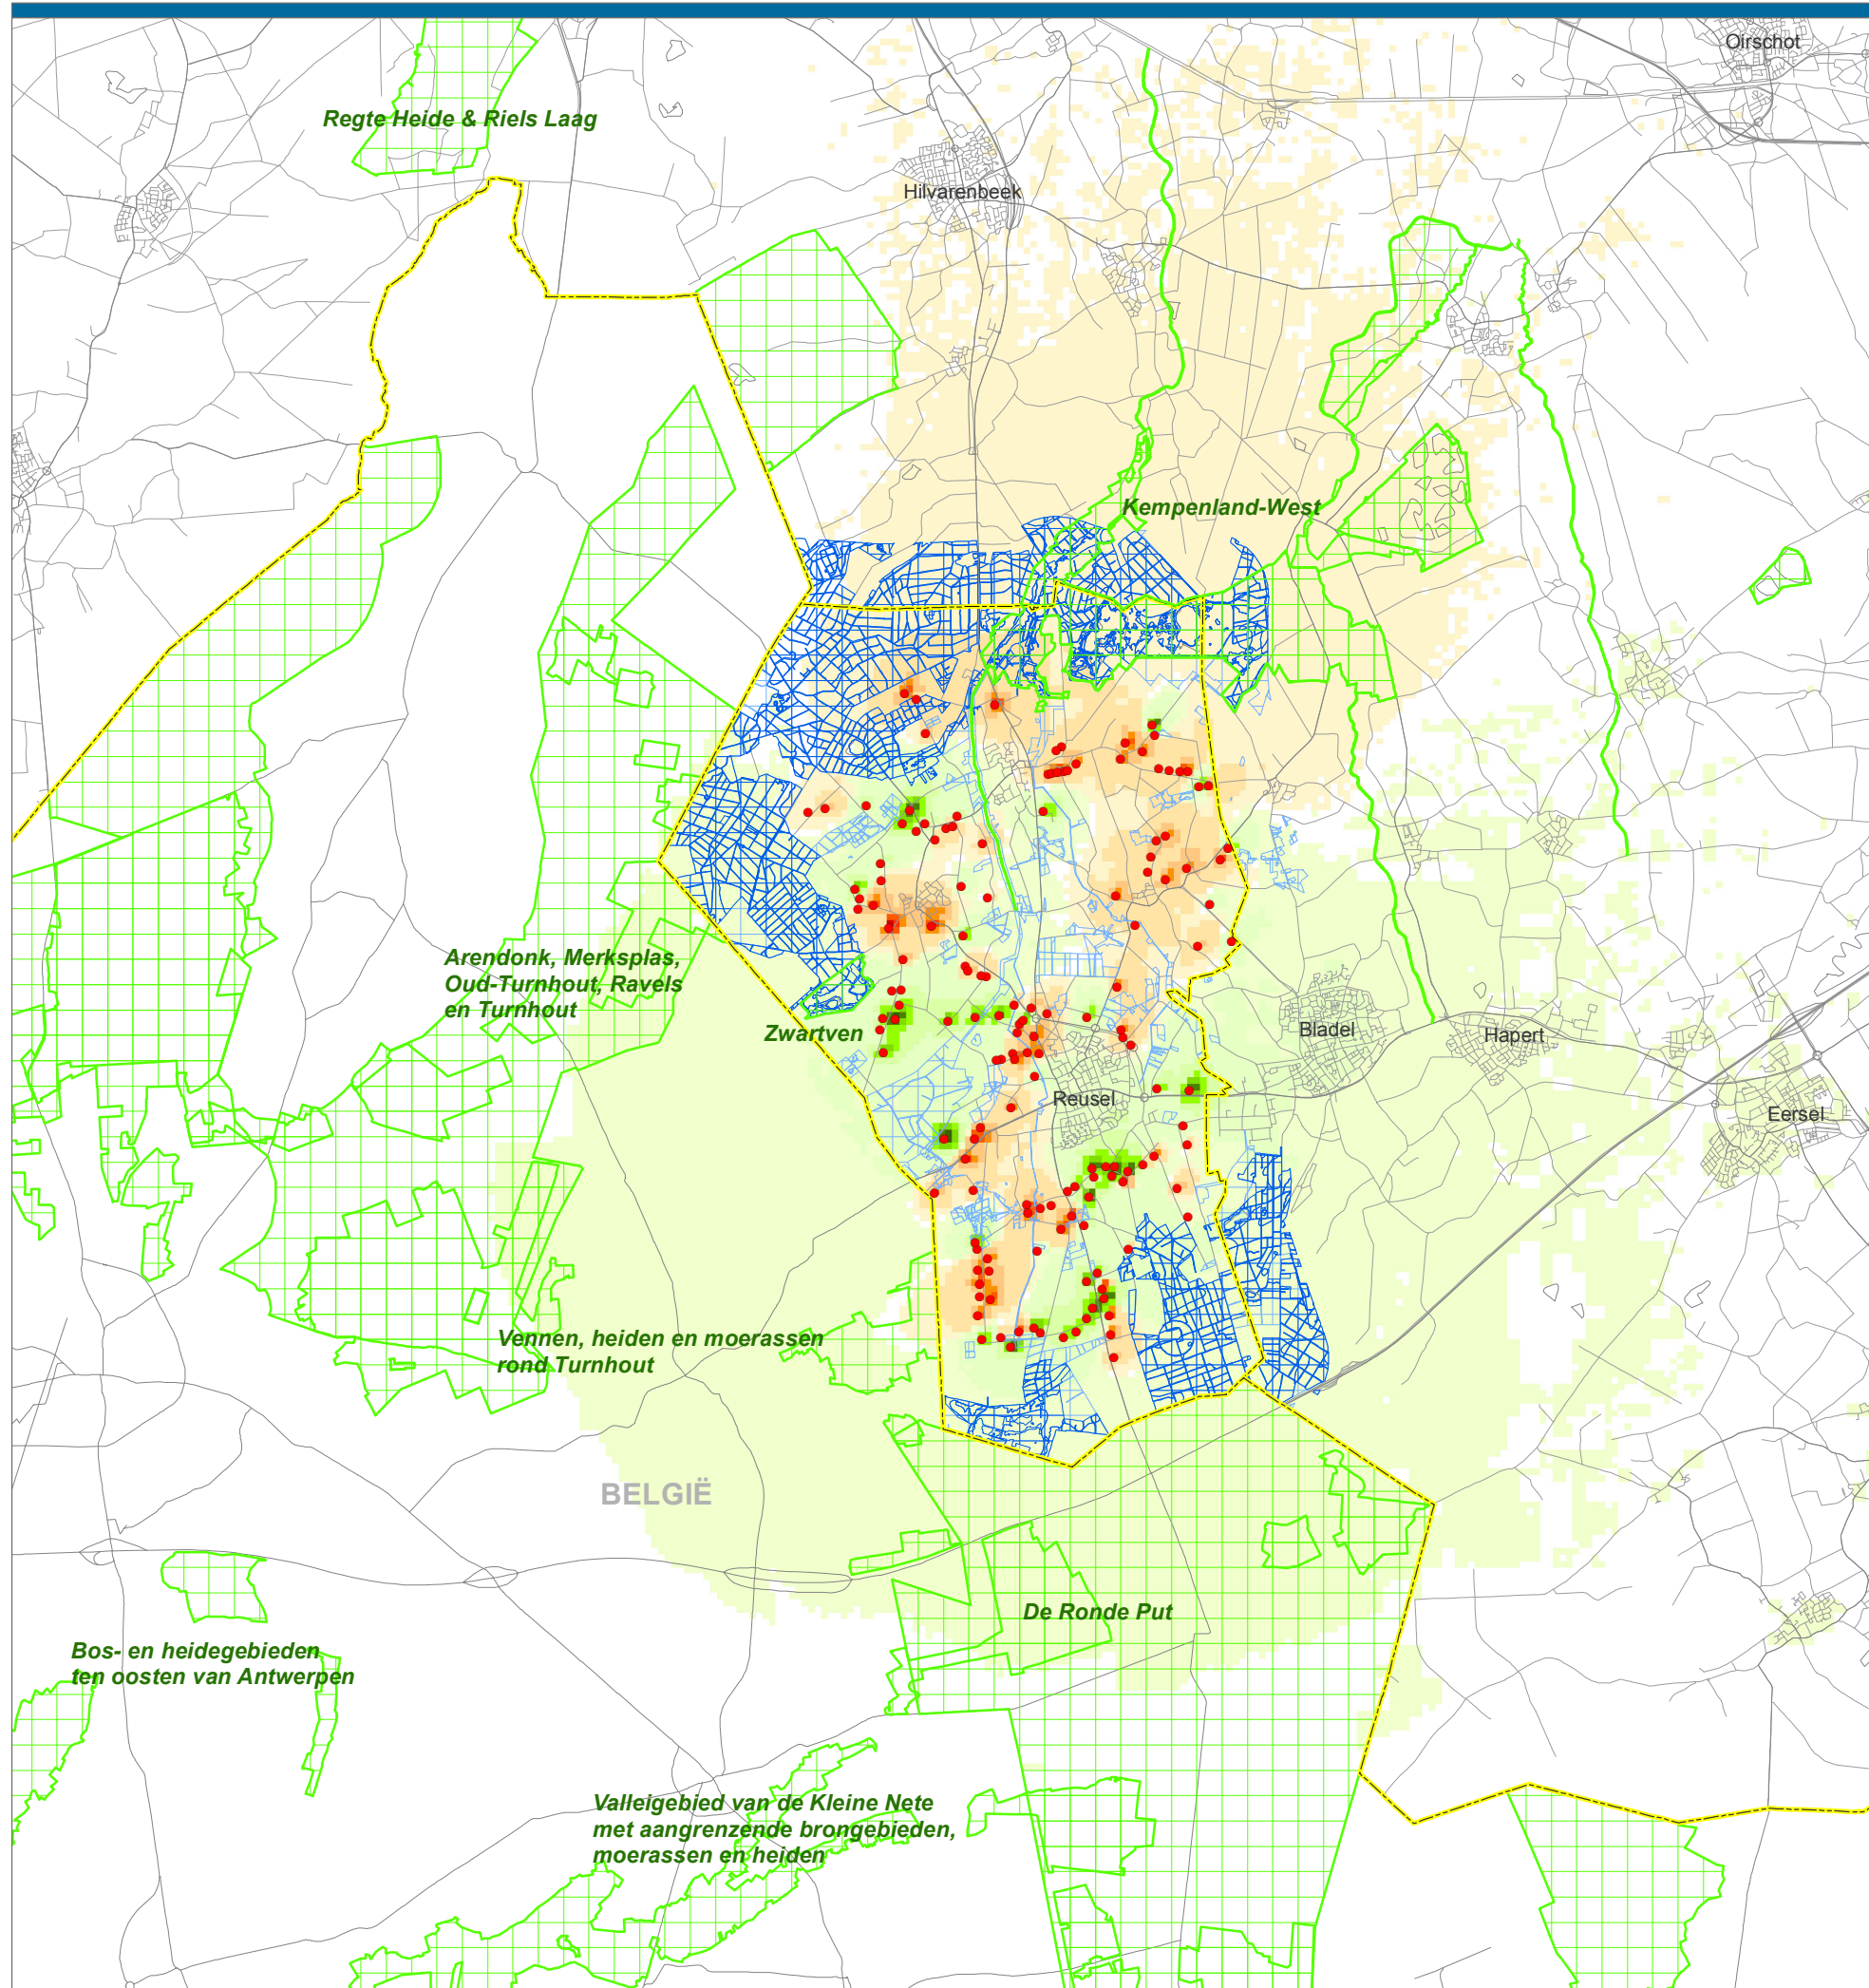 Oirschot
Regte Heide & Riels Laag
Hilvarenbeek
Kempenland-West
Arendonk, Merksplas,
Oud-Turnhout, Ravels
en Turnhout
Zwartven
Bladel
Hapert
Reusel
Eersel
Vennen, heiden en moerassen
rond Turnhout
BELGIË
De Ronde Put
Bos- en heidegebieden
ten oosten van Antwerpen
Valleigebied van de Kleine Nete
met aangrenzende brongebieden,
moerassen en heiden